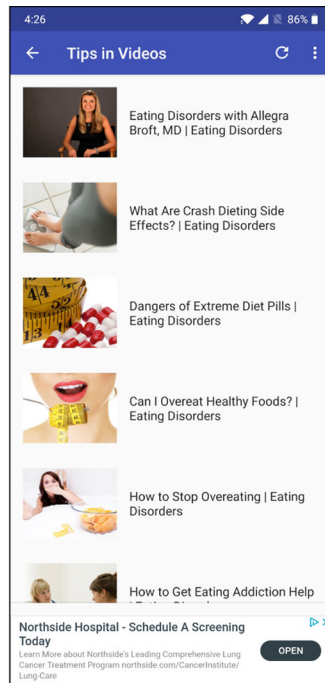 4:26
86%
Tips in Videos
Eating Disorders with Allegra
Broft, MD | Eating Disorders
What Are Crash Dieting Side
Effects? | Eating Disorders
Dangers of Extreme Diet Pills |
Eating Disorders
Can I Overeat Healthy Foods? |
Eating Disorders
How to Stop Overeating | Eating
Disorders
How to Get Eating Addiction Help
| Eating Disorders
Northside Hospital - Schedule A Screening
Today
Learn More about Northside's Leading Comprehensive Lung
Cancer Treatment Program northside.com/CancerInstitute/
Lung-Care
OPEN